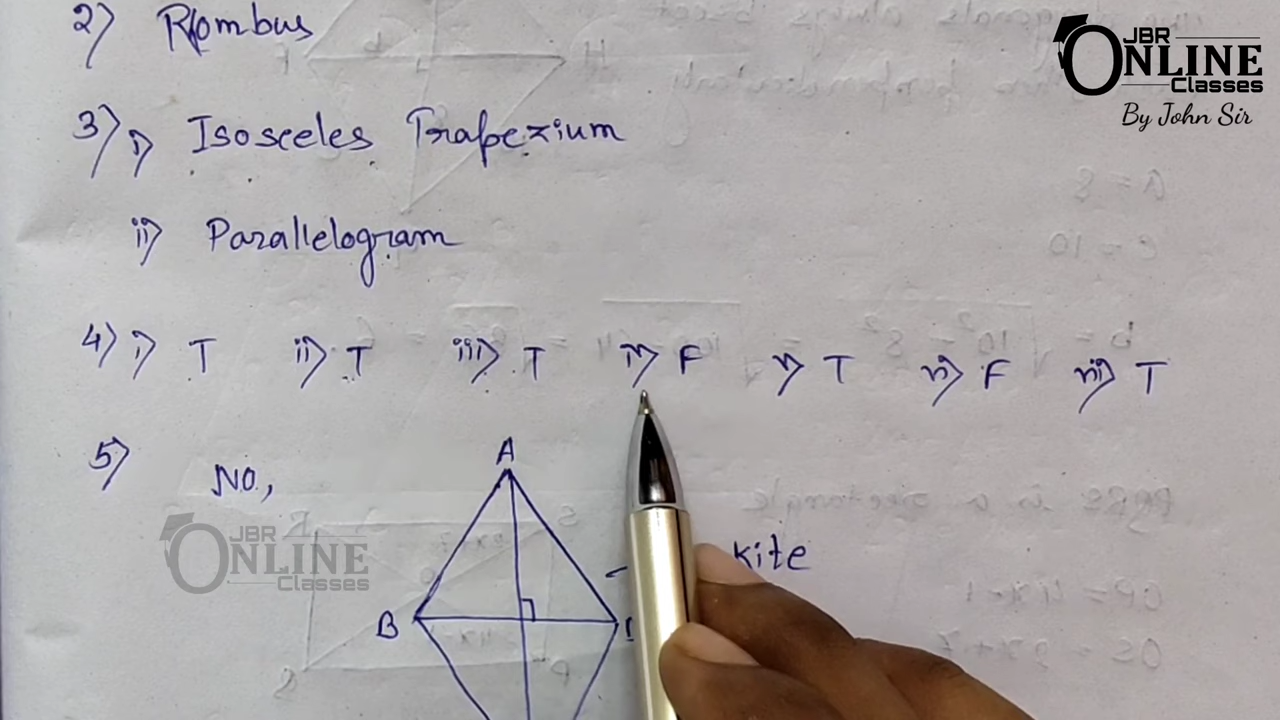 2) Rhombus
3) i) Isosceles Trapezium
ii) Parallelogram
4) i) T ii) T iii) T iv) F v) T vi) F vii) T
5) NO,
A
kite
B
JBR
ONLINE
Classes
By John Sir
JBR
ONLINE
Classes